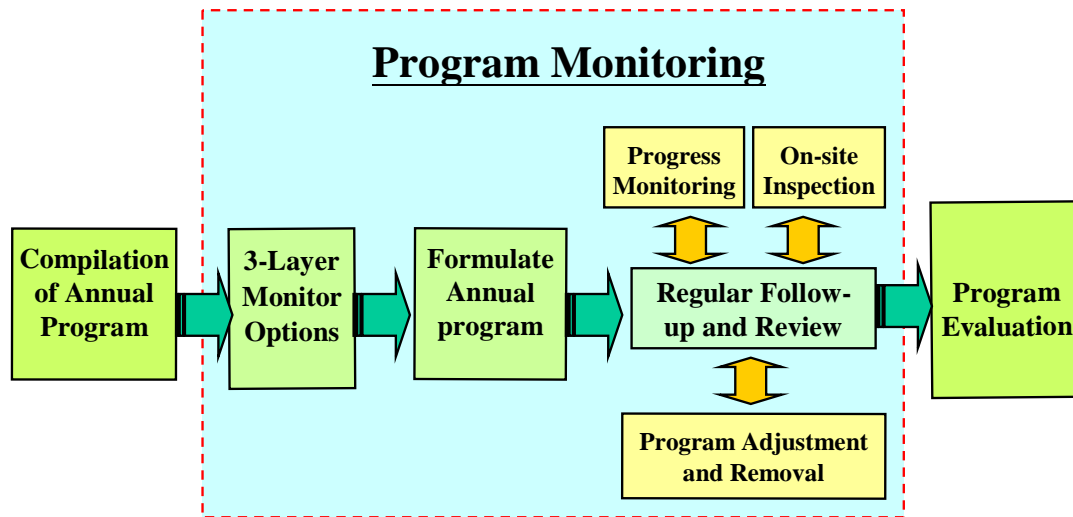 Program Monitoring
Progress
Monitoring
On-site
Inspection
Compilation
of Annual
Program
3-Layer
Monitor
Options
Formulate
Annual
program
Regular Follow-
up and Review
Program
Evaluation
Program Adjustment
and Removal